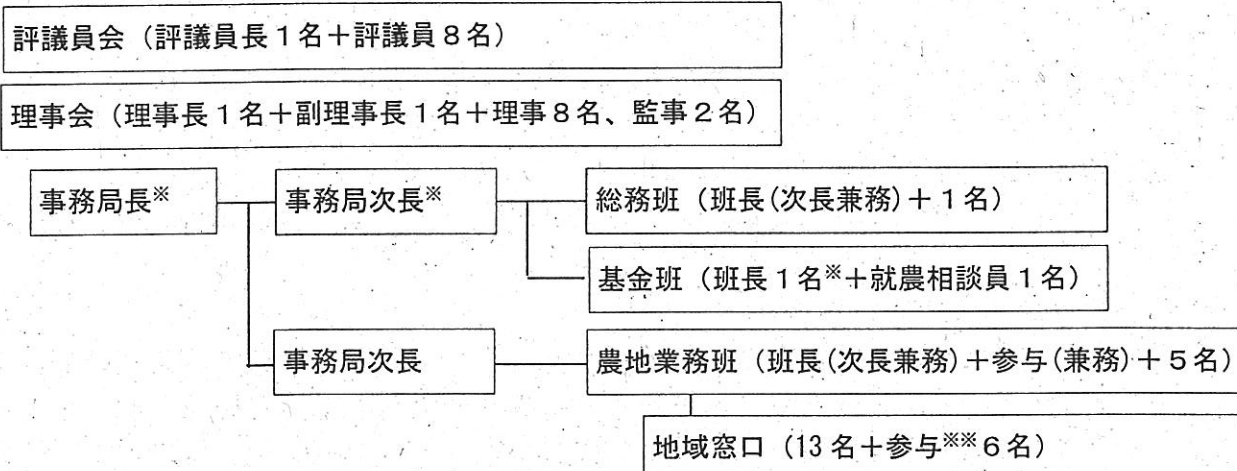 評議員会（評議員長１名＋評議員８名）
理事会（理事長１名＋副理事長１名＋理事８名、監事２名）
事務局長※
事務局次長※
総務班（班長(次長兼務)＋１名）
基金班（班長１名※＋就農相談員１名）
事務局次長
農地業務班（班長(次長兼務)＋参与(兼務)＋５名）
地域窓口（13名＋参与※※６名）